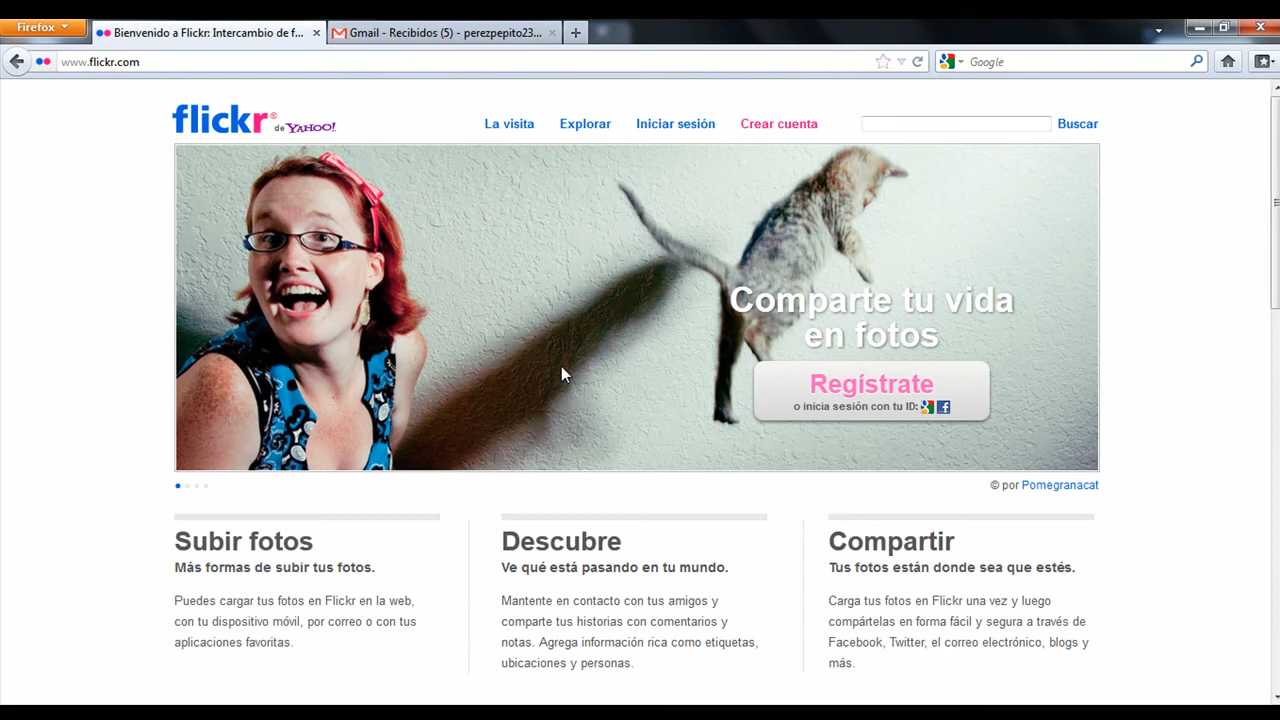 Firefox
Bienvenido a Flickr: Intercambio de f...
Gmail - Recibidos (5) - perezpepito23...
www.flickr.com
Google
flickr® de YAHOO!
La visita
Explorar
Iniciar sesión
Crear cuenta
Buscar
Comparte tu vida
en fotos
Regístrate
o inicia sesión con tu ID:
© por Pomegranacat
Subir fotos
Más formas de subir tus fotos.
Puedes cargar tus fotos en Flickr en la web,
con tu dispositivo móvil, por correo o con tus
aplicaciones favoritas.
Descubre
Ve qué está pasando en tu mundo.
Mantente en contacto con tus amigos y
comparte tus historias con comentarios y
notas. Agrega información rica como etiquetas,
ubicaciones y personas.
Compartir
Tus fotos están donde sea que estés.
Carga tus fotos en Flickr una vez y luego
compártelas en forma fácil y segura a través de
Facebook, Twitter, el correo electrónico, blogs y
más.